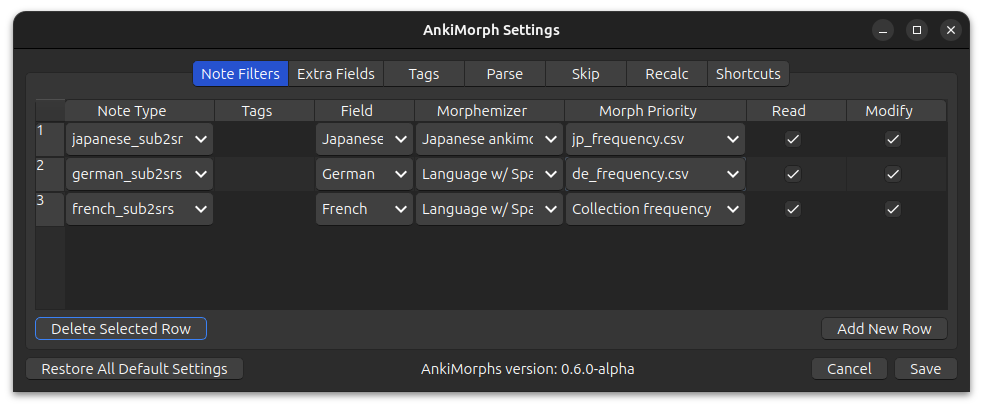 AnkiMorph Settings
Note Filters Extra Fields Tags Parse Skip Recalc Shortcuts
Note Type Tags Field Morphemizer Morph Priority Read Modify
1 japanese_sub2sr Japanese Japanese ankimo jp_frequency.csv
2 german_sub2srs German Language w/ Spa de_frequency.csv
3 french_sub2srs French Language w/ Spa Collection frequency
Delete Selected Row Add New Row
Restore All Default Settings AnkiMorphs version: 0.6.0-alpha Cancel Save